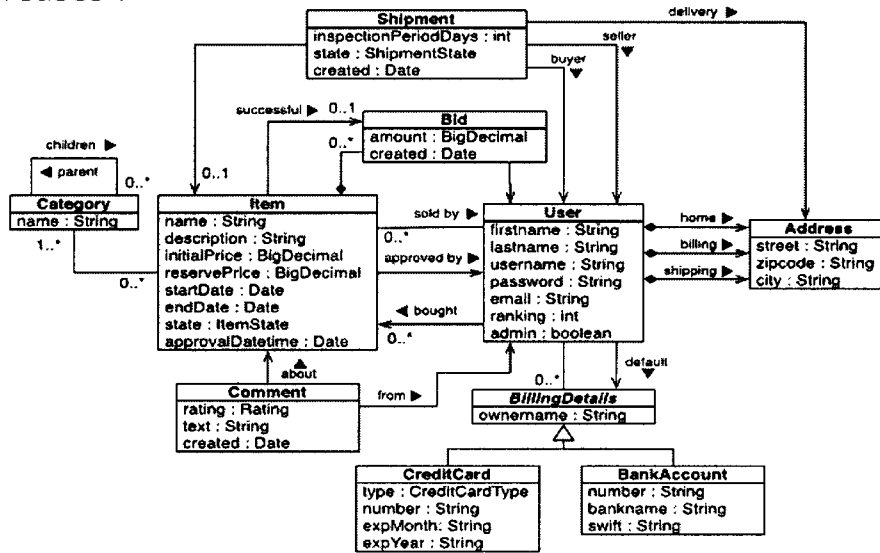 Shipment
inspectionPeriodDays : int
state : ShipmentState
created : Date
delivery ▶
seller
▼
buyer
▼
successful ▶ 0..1
0..*
Bid
amount : BigDecimal
created : Date
children ▶
◀ parent
0..*
0..1
Category
name : String
1..*
0..*
Item
name : String
description : String
initialPrice : BigDecimal
reservePrice : BigDecimal
startDate : Date
endDate : Date
state : ItemState
approvalDatetime : Date
sold by ▶
0..*
approved by ▶
◀ bought
0..*
User
firstname : String
lastname : String
username : String
password : String
email : String
ranking : int
admin : boolean
home ▶
billing ▶
shipping ▶
Address
street : String
zipcode : String
city : String
▲
about
Comment
rating : Rating
text : String
created : Date
from ▶
0..*
default
▼
BillingDetails
ownername : String
CreditCard
type : CreditCardType
number : String
expMonth: String
expYear : String
BankAccount
number : String
bankname : String
swift : String